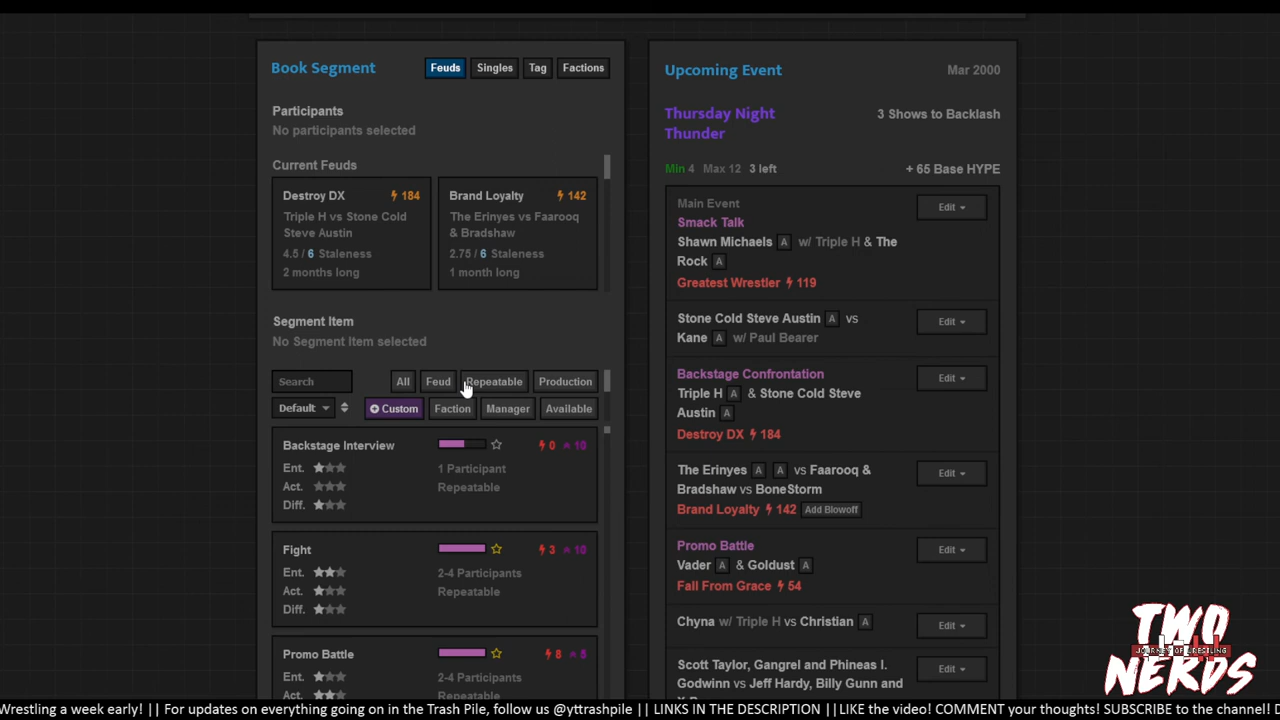 Book Segment
Feuds
Singles
Tag
Factions
Participants
No participants selected
Current Feuds
Destroy DX 184
Triple H vs Stone Cold
Steve Austin
4.5 / 6 Staleness
2 months long
Brand Loyalty 142
The Erinyes vs Faarooq
& Bradshaw
2.75 / 6 Staleness
1 month long
Segment Item
No Segment Item selected
Search
All
Feud
Repeatable
Production
Default
Custom
Faction
Manager
Available
Backstage Interview 0 10
Ent. 1 Participant
Act. Repeatable
Diff.
Fight 3 10
Ent. 2-4 Participants
Act. Repeatable
Diff.
Promo Battle 8 5
Ent. 2-4 Participants
Act. Repeatable
Upcoming Event
Mar 2000
Thursday Night
Thunder
3 Shows to Backlash
Min 4 Max 12 3 left
+ 65 Base HYPE
Main Event
Edit
Smack Talk
Shawn Michaels A w/ Triple H & The
Rock A
Greatest Wrestler 119
Stone Cold Steve Austin A vs
Edit
Kane A w/ Paul Bearer
Backstage Confrontation
Edit
Triple H A & Stone Cold Steve
Austin A
Destroy DX 184
The Erinyes A A vs Faarooq &
Edit
Bradshaw vs BoneStorm
Brand Loyalty 142 Add Blowoff
Promo Battle
Edit
Vader A & Goldust A
Fall From Grace 54
Chyna w/ Triple H vs Christian A
Edit
Scott Taylor, Gangrel and Phineas I.
Edit
Godwinn vs Jeff Hardy, Billy Gunn and
TWO
JOURNEY OF WRESTLING
NERDS
Wrestling a week early! || For updates on everything going on in the Trash Pile, follow us @yttrashpile || LINKS IN THE DESCRIPTION || LIKE the video! COMMENT your thoughts! SUBSCRIBE to the channel!